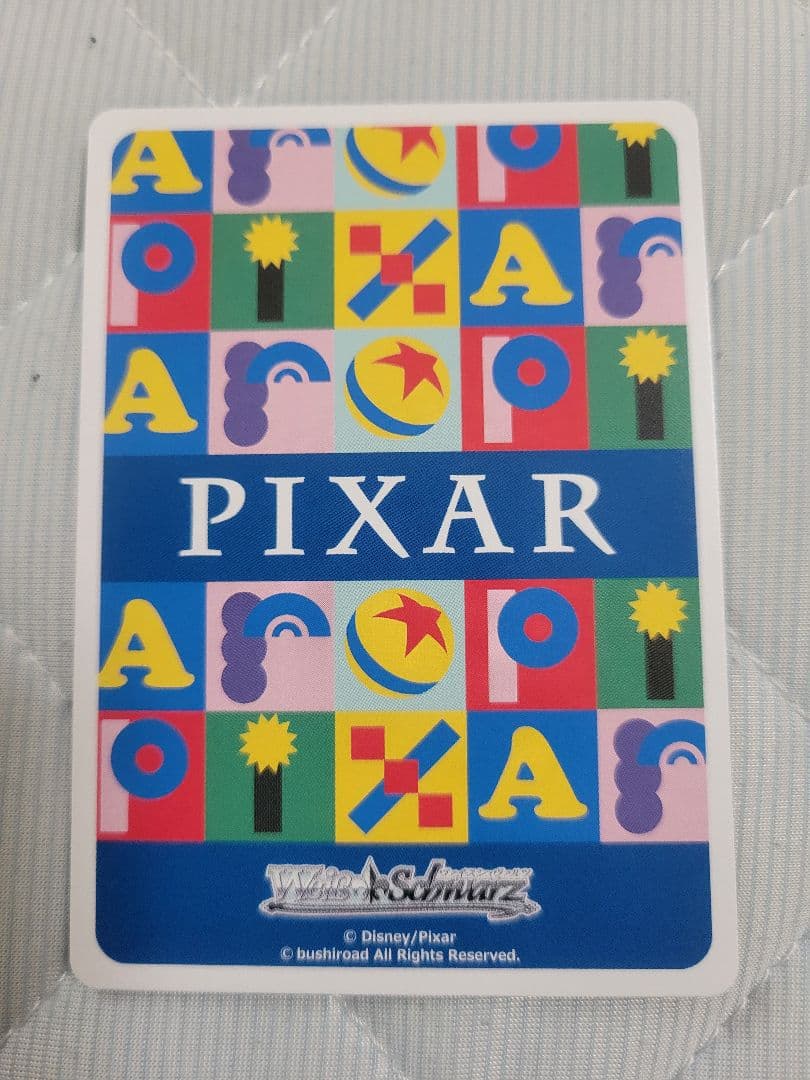 A r P i
P i X A r
A r P i
PIXAR
A r P i
P i X A r
Weiß Schwarz
© Disney/Pixar
© bushiroad All Rights Reserved.